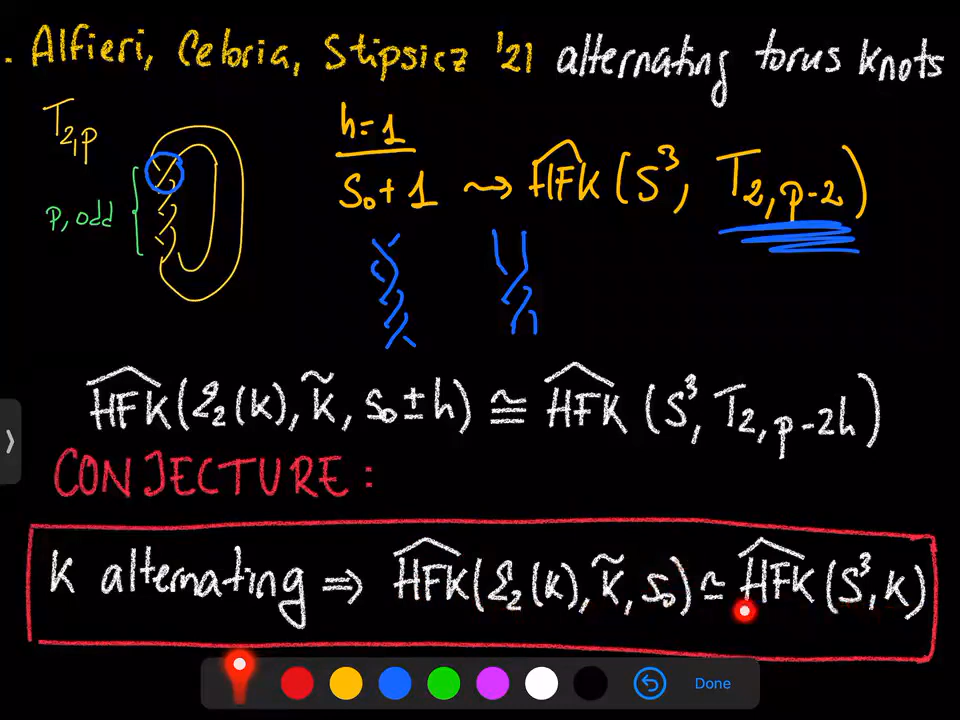 . Alfieri, Celoria, Stipsicz '21 alternating torus knots
T₂,ₚ
p, odd
h=1
S₀+1 ⇝ ĤFK(S³, T₂,ₚ₋₂)
ĤFK(Σ₂(K), K̃, S₀±h) ≅ ĤFK(S³, T₂,ₚ₋₂ₕ)
CONJECTURE:
K alternating ⇒ ĤFK(Σ₂(K), K̃, S₀) ≃ ĤFK(S³, K)
Done